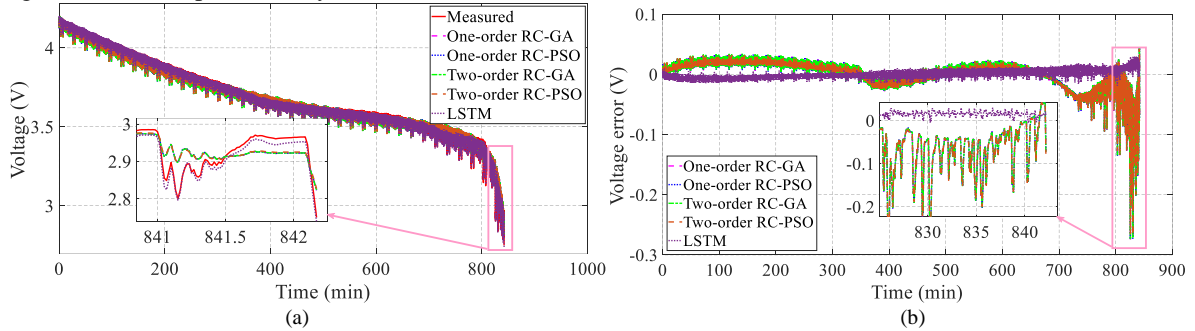 Measured
One-order RC-GA
One-order RC-PSO
Two-order RC-GA
Two-order RC-PSO
LSTM
Voltage (V)
4
3.5
3
3
2.9
2.8
841
841.5
842
0
200
400
600
800
1000
Time (min)
(a)
Voltage error (V)
0.1
0
-0.1
-0.2
-0.3
0
-0.1
-0.2
830
835
840
One-order RC-GA
One-order RC-PSO
Two-order RC-GA
Two-order RC-PSO
LSTM
0
100
200
300
400
500
600
700
800
900
Time (min)
(b)